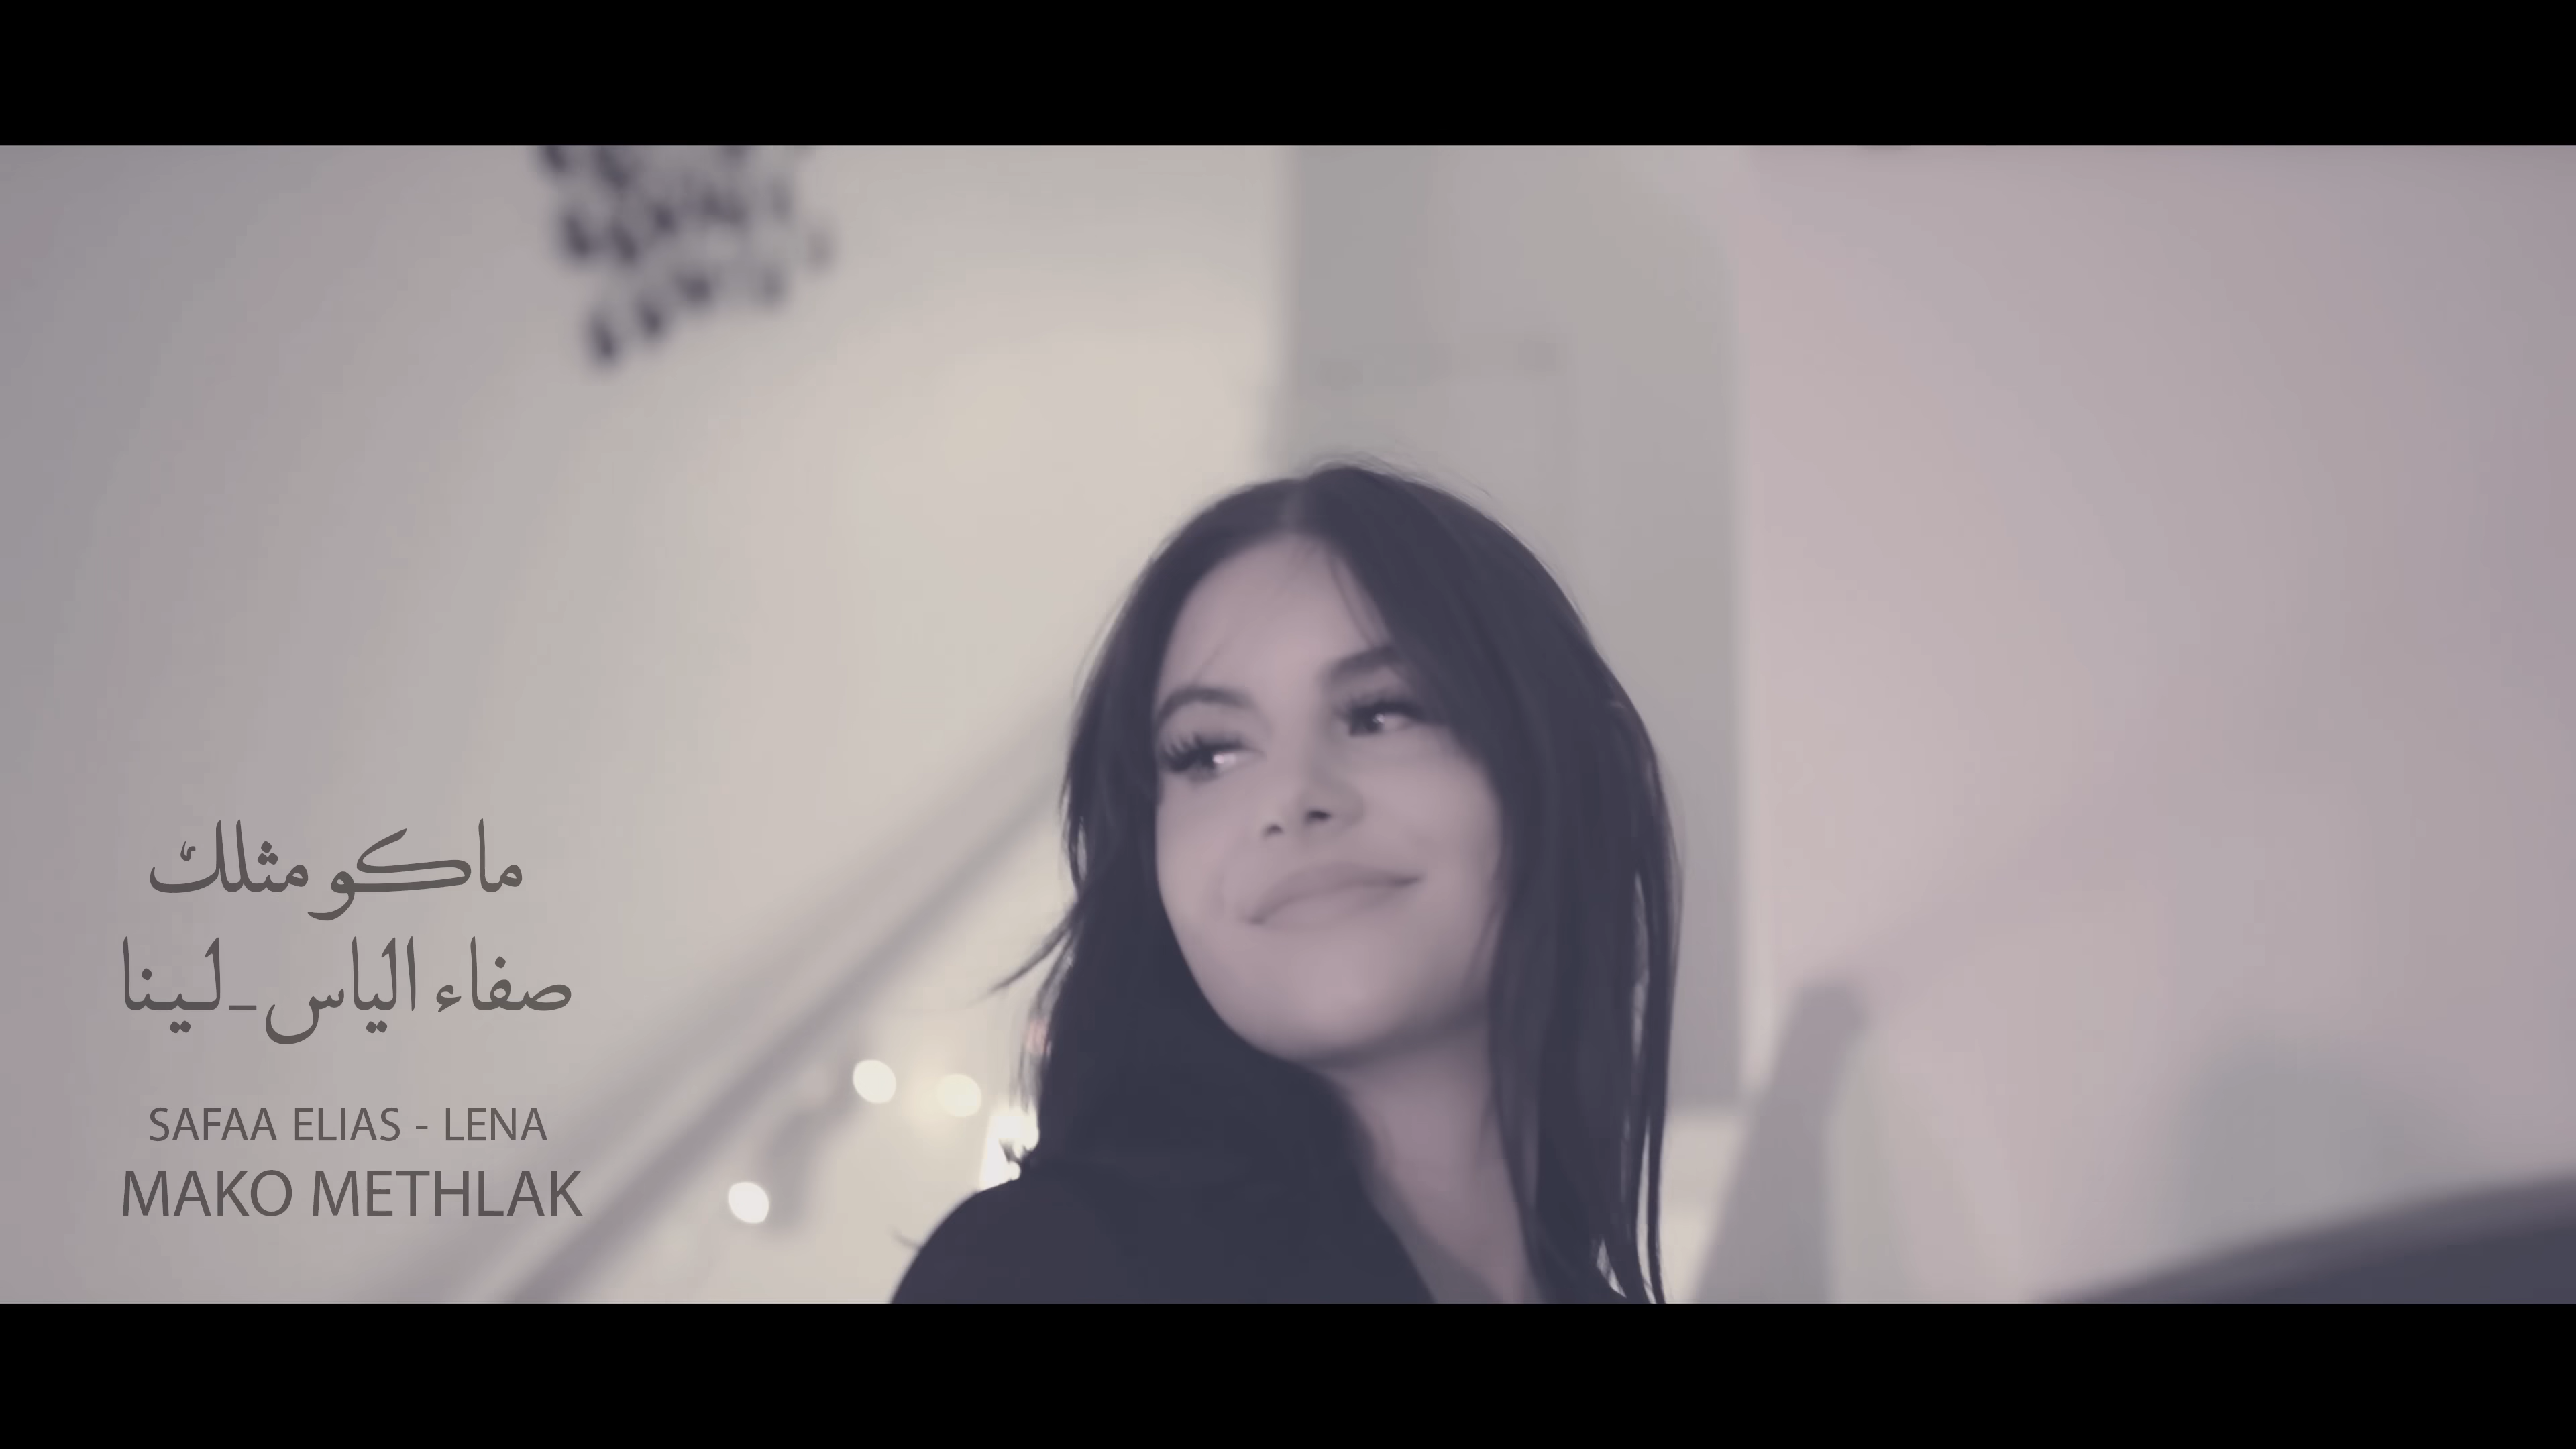 ماكو مثلك
صفاء الياس - لينا
SAFAA ELIAS - LENA
MAKO METHLAK